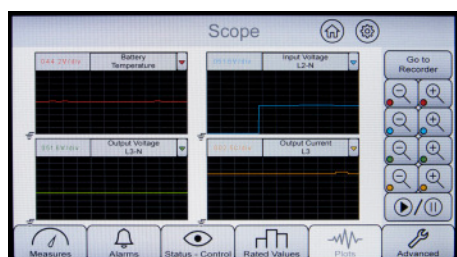 Scope
Battery
Temperature
Input Voltage
L2-N
Go to
Recorder
Output Voltage
L3-N
Output Current
L3
Measures
Alarms
Status - Control
Rated Values
Plots
Advanced